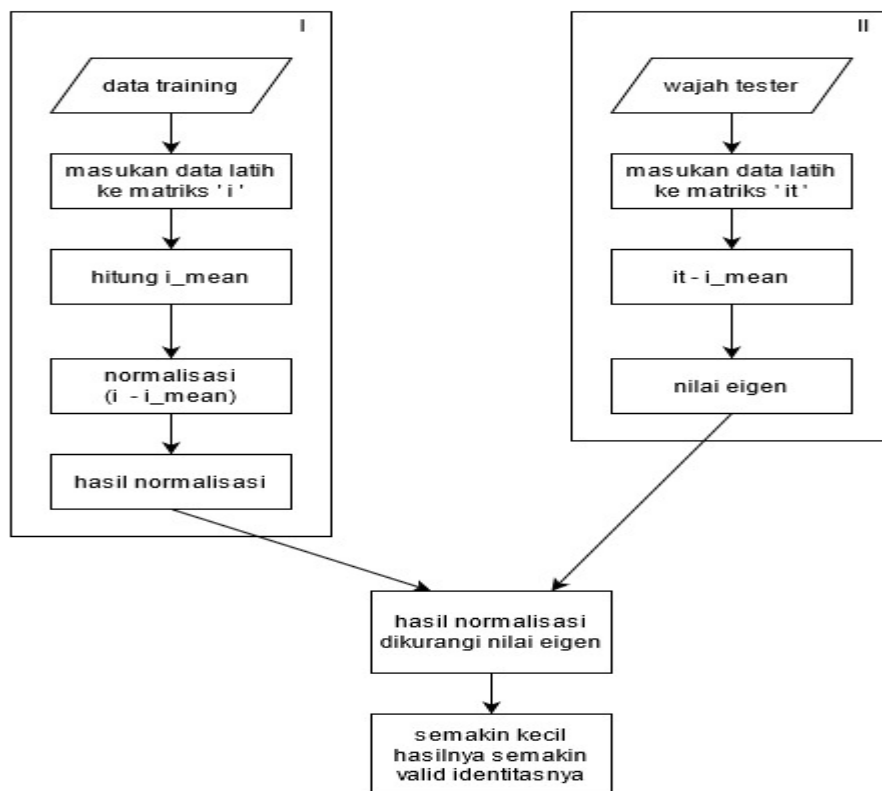 I
data training
masukan data latih
ke matriks ' i '
hitung i_mean
normalisasi
(i - i_mean)
hasil normalisasi
II
wajah tester
masukan data latih
ke matriks ' it '
it - i_mean
nilai eigen
hasil normalisasi
dikurangi nilai eigen
semakin kecil
hasilnya semakin
valid identitasnya